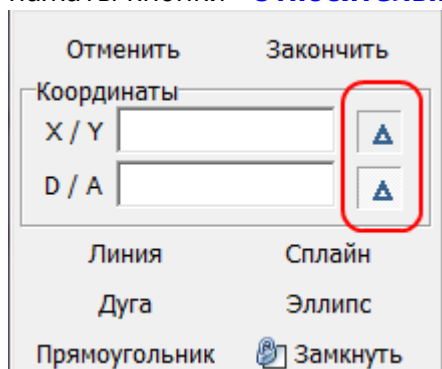 Отменить Закончить
Координаты
X / Y
D / A
Линия Сплайн
Дуга Эллипс
Прямоугольник Замкнуть